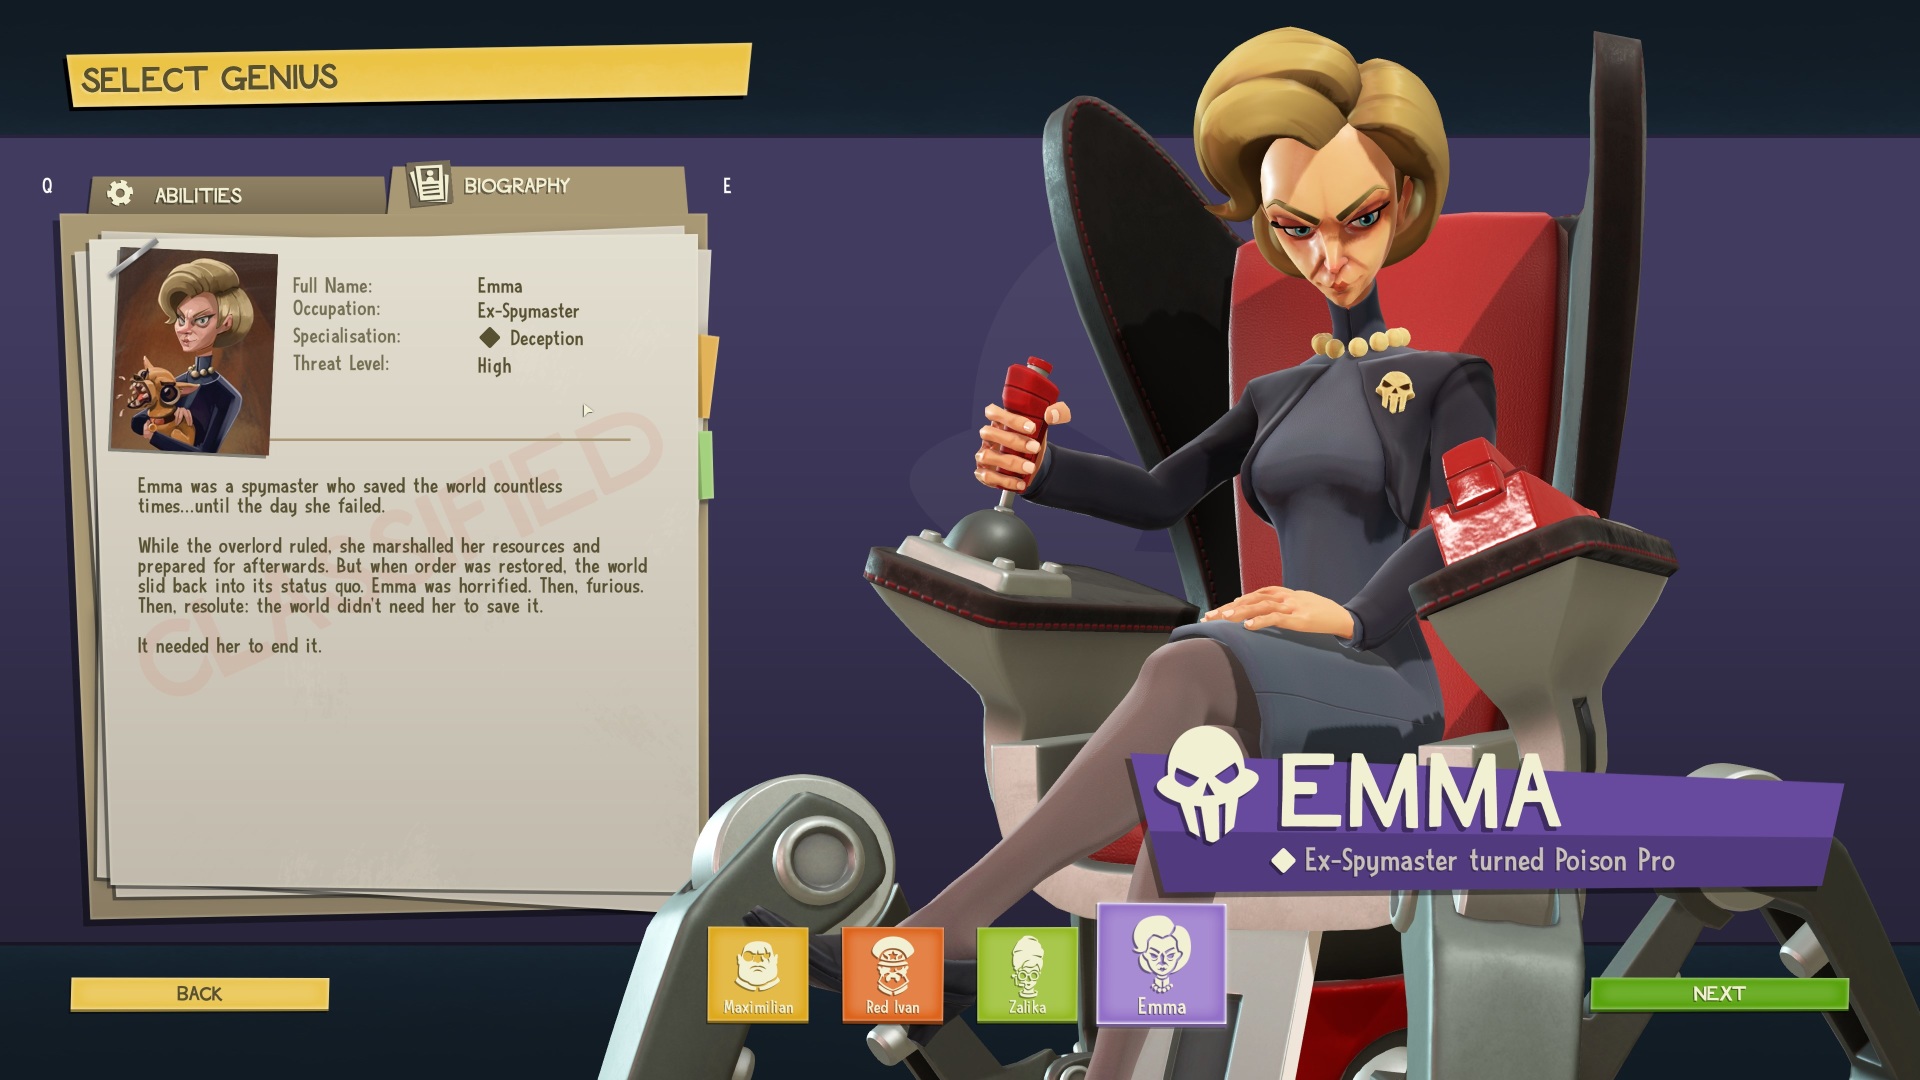 SELECT GENIUS
Q
ABILITIES
BIOGRAPHY
E
Full Name: Emma
Occupation: Ex-Spymaster
Specialisation: Deception
Threat Level: High
CLASSIFIED
Emma was a spymaster who saved the world countless
times...until the day she failed.
While the overlord ruled, she marshalled her resources and
prepared for afterwards. But when order was restored, the world
slid back into its status quo. Emma was horrified. Then, furious.
Then, resolute: the world didn't need her to save it.
It needed her to end it.
EMMA
Ex-Spymaster turned Poison Pro
Maximilian
Red Ivan
Zalika
Emma
BACK
NEXT